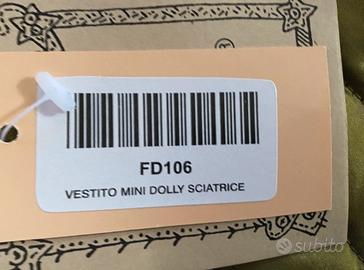 FD106
VESTITO MINI DOLLY SCIATRICE
subito